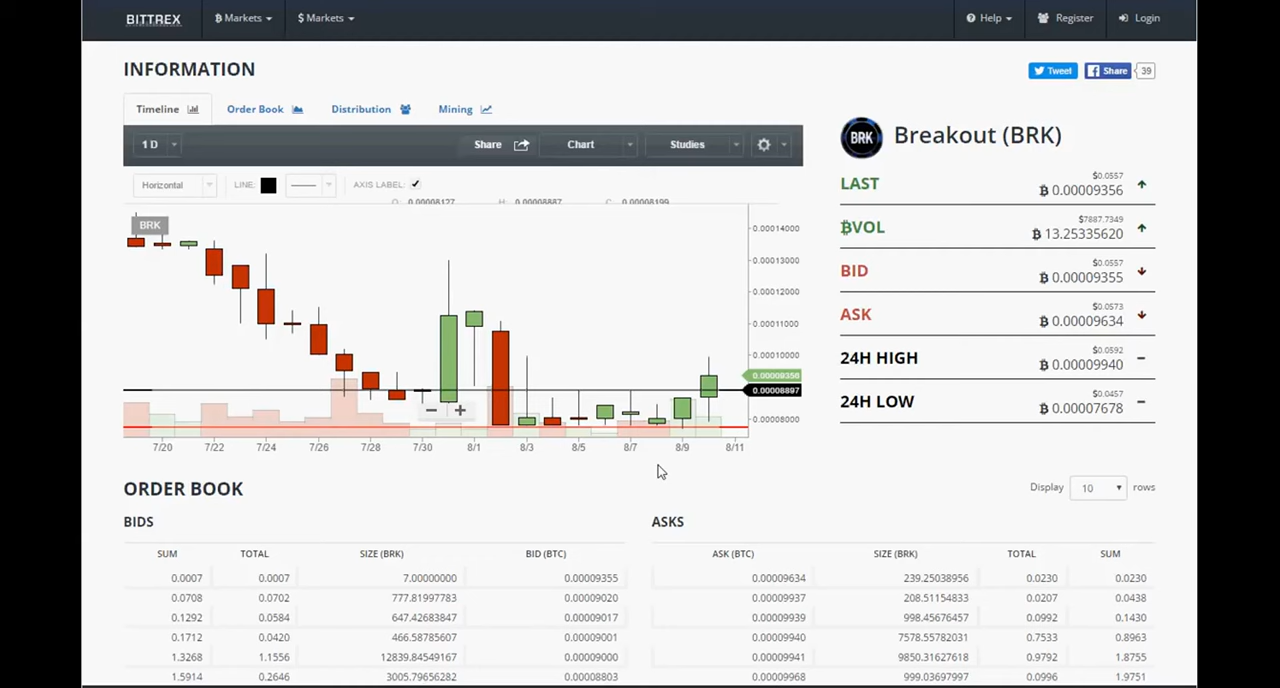 BITTREX ฿ Markets $ Markets Help Register Login
INFORMATION
Tweet Share 39
Timeline Order Book Distribution Mining
1 D Share Chart Studies
Horizontal LINE: AXIS LABEL:
O: 0.00008127 H: 0.00008887 C: 0.00008199
BRK
0.00014000
0.00013000
0.00012000
0.00011000
0.00010000
0.00009356
0.00008897
0.00008000
7/20 7/22 7/24 7/26 7/28 7/30 8/1 8/3 8/5 8/7 8/9 8/11
BRK Breakout (BRK)
$0.0557
LAST ฿ 0.00009356
$7887.7349
฿VOL ฿ 13.25335620
$0.0557
BID ฿ 0.00009355
$0.0573
ASK ฿ 0.00009634
$0.0592
24H HIGH ฿ 0.00009940
$0.0457
24H LOW ฿ 0.00007678
ORDER BOOK
Display 10 rows
BIDS
SUM TOTAL SIZE (BRK) BID (BTC)
0.0007 0.0007 7.00000000 0.00009355
0.0708 0.0702 777.81997783 0.00009020
0.1292 0.0584 647.42683847 0.00009017
0.1712 0.0420 466.58785607 0.00009001
1.3268 1.1556 12839.84549167 0.00009000
1.5914 0.2646 3005.79656282 0.00008803
ASKS
ASK (BTC) SIZE (BRK) TOTAL SUM
0.00009634 239.25038956 0.0230 0.0230
0.00009937 208.51154833 0.0207 0.0438
0.00009939 998.45676457 0.0992 0.1430
0.00009940 7578.55782031 0.7533 0.8963
0.00009941 9850.31627618 0.9792 1.8755
0.00009968 999.03697997 0.0996 1.9751